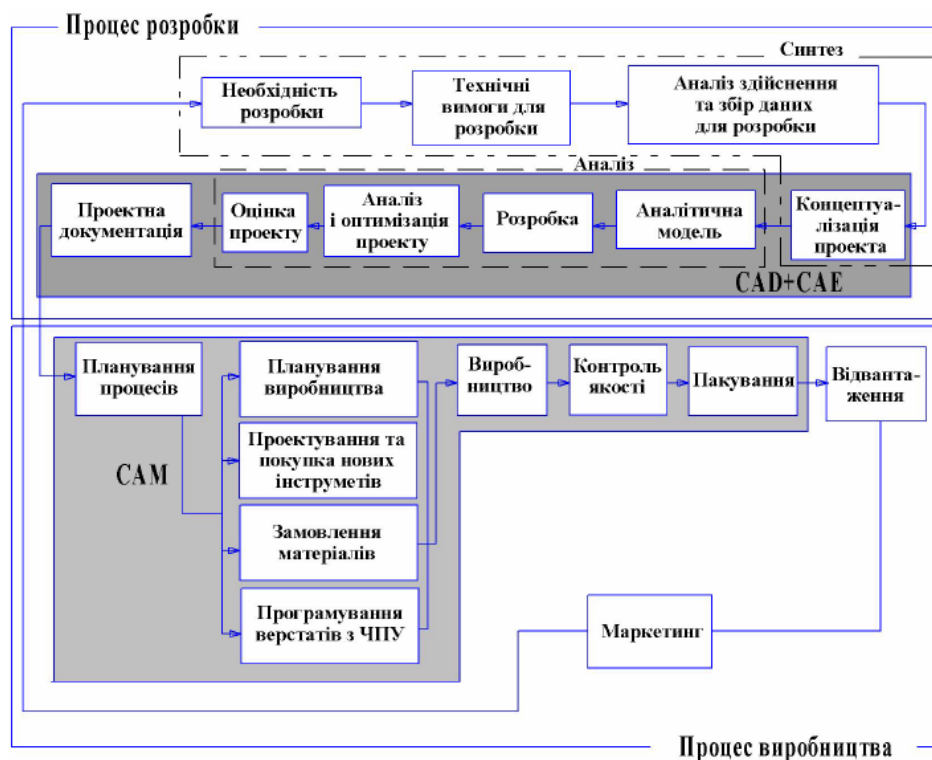 Процес розробки
Синтез
Необхідність
розробки
Технічні
вимоги для
розробки
Аналіз здійснення
та збір даних
для розробки
Аналіз
Проектна
документація
Оцінка
проекту
Аналіз
і оптимізація
проекту
Розробка
Аналітична
модель
Концептуа-
лізація
проекта
CAD+CAE
Планування
процесів
Планування
виробництва
Вироб-
ництво
Контроль
якості
Пакування
Відванта-
ження
Проектування та
покупка нових
інструметів
CAM
Замовлення
матеріалів
Програмування
верстатів з ЧПУ
Маркетинг
Процес виробництва